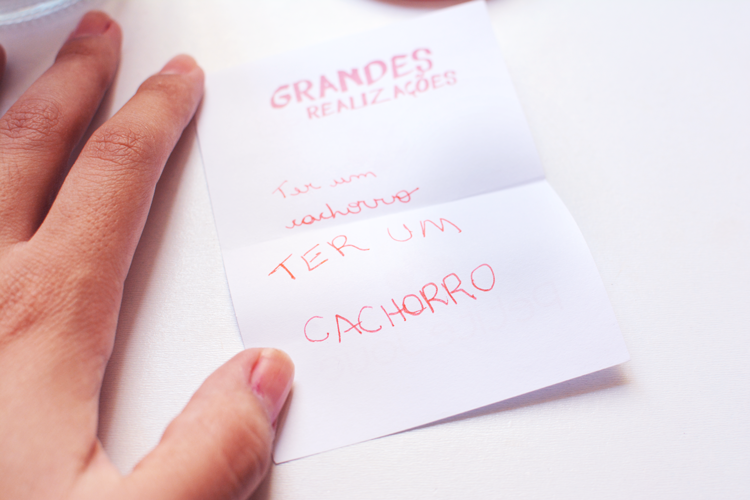 GRANDES
REALIZAÇÕES
Ter um
cachorro
TER UM
CACHORRO